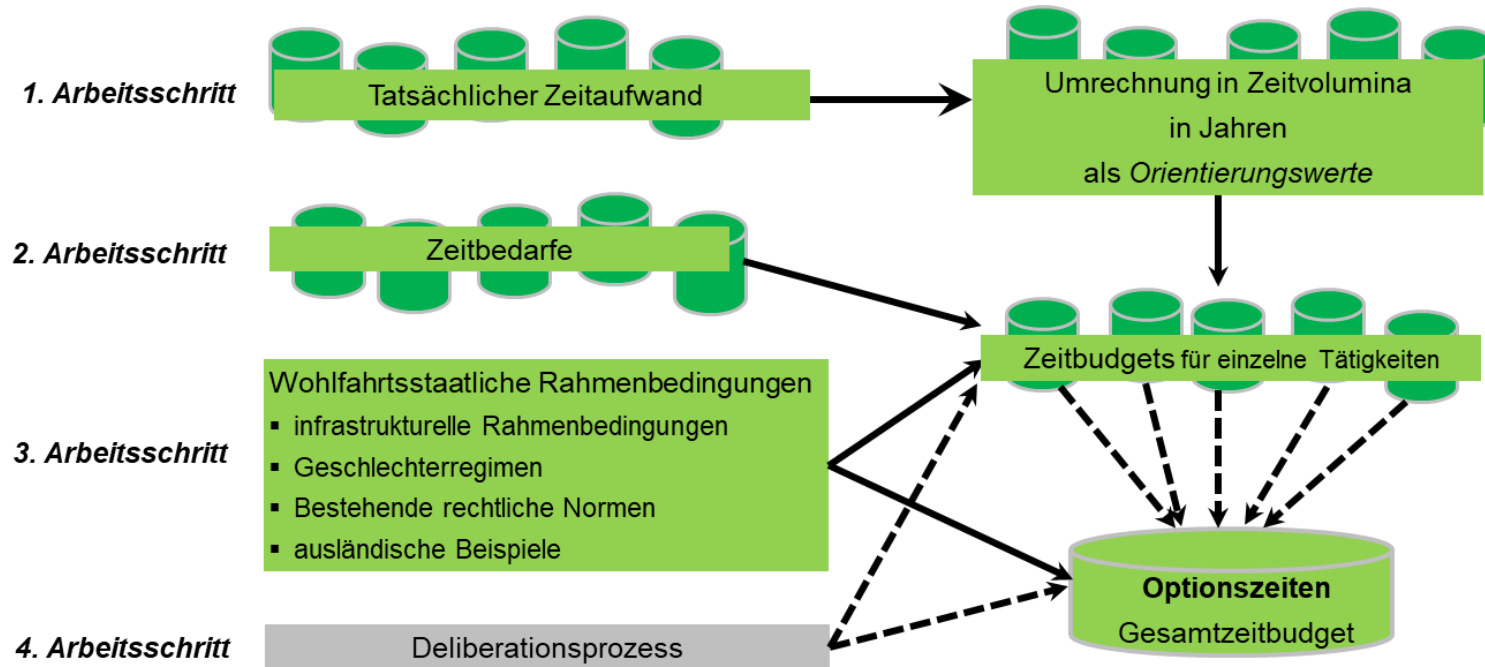 1. Arbeitsschritt
Tatsächlicher Zeitaufwand
Umrechnung in Zeitvolumina
in Jahren
als Orientierungswerte
2. Arbeitsschritt
Zeitbedarfe
Zeitbudgets für einzelne Tätigkeiten
3. Arbeitsschritt
Wohlfahrtsstaatliche Rahmenbedingungen
▪ infrastrukturelle Rahmenbedingungen
▪ Geschlechterregimen
▪ Bestehende rechtliche Normen
▪ ausländische Beispiele
Optionszeiten
Gesamtzeitbudget
4. Arbeitsschritt
Deliberationsprozess